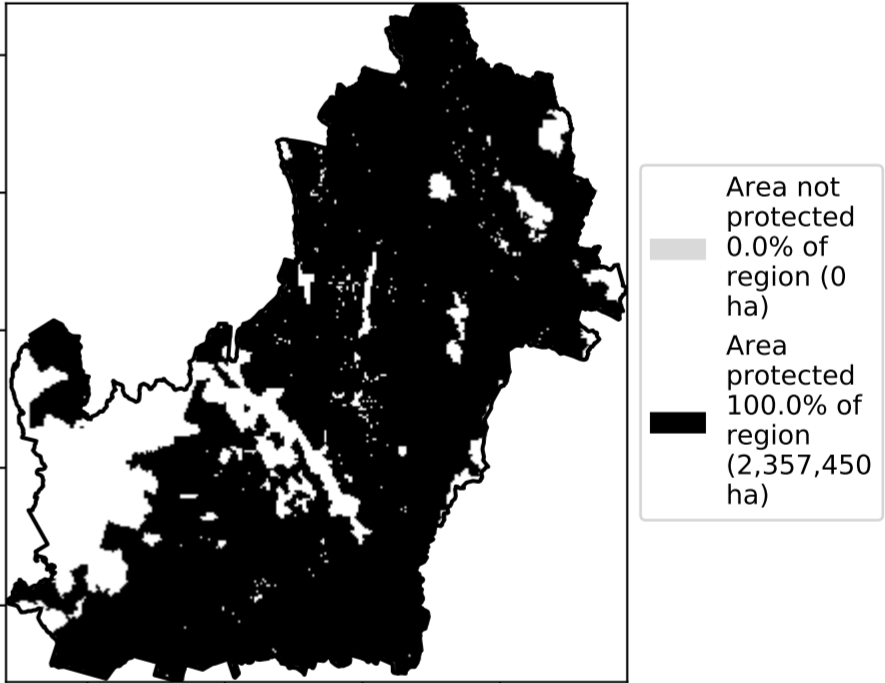 Area not
protected
0.0% of
region (0
ha)
Area
protected
100.0% of
region
(2,357,450
ha)